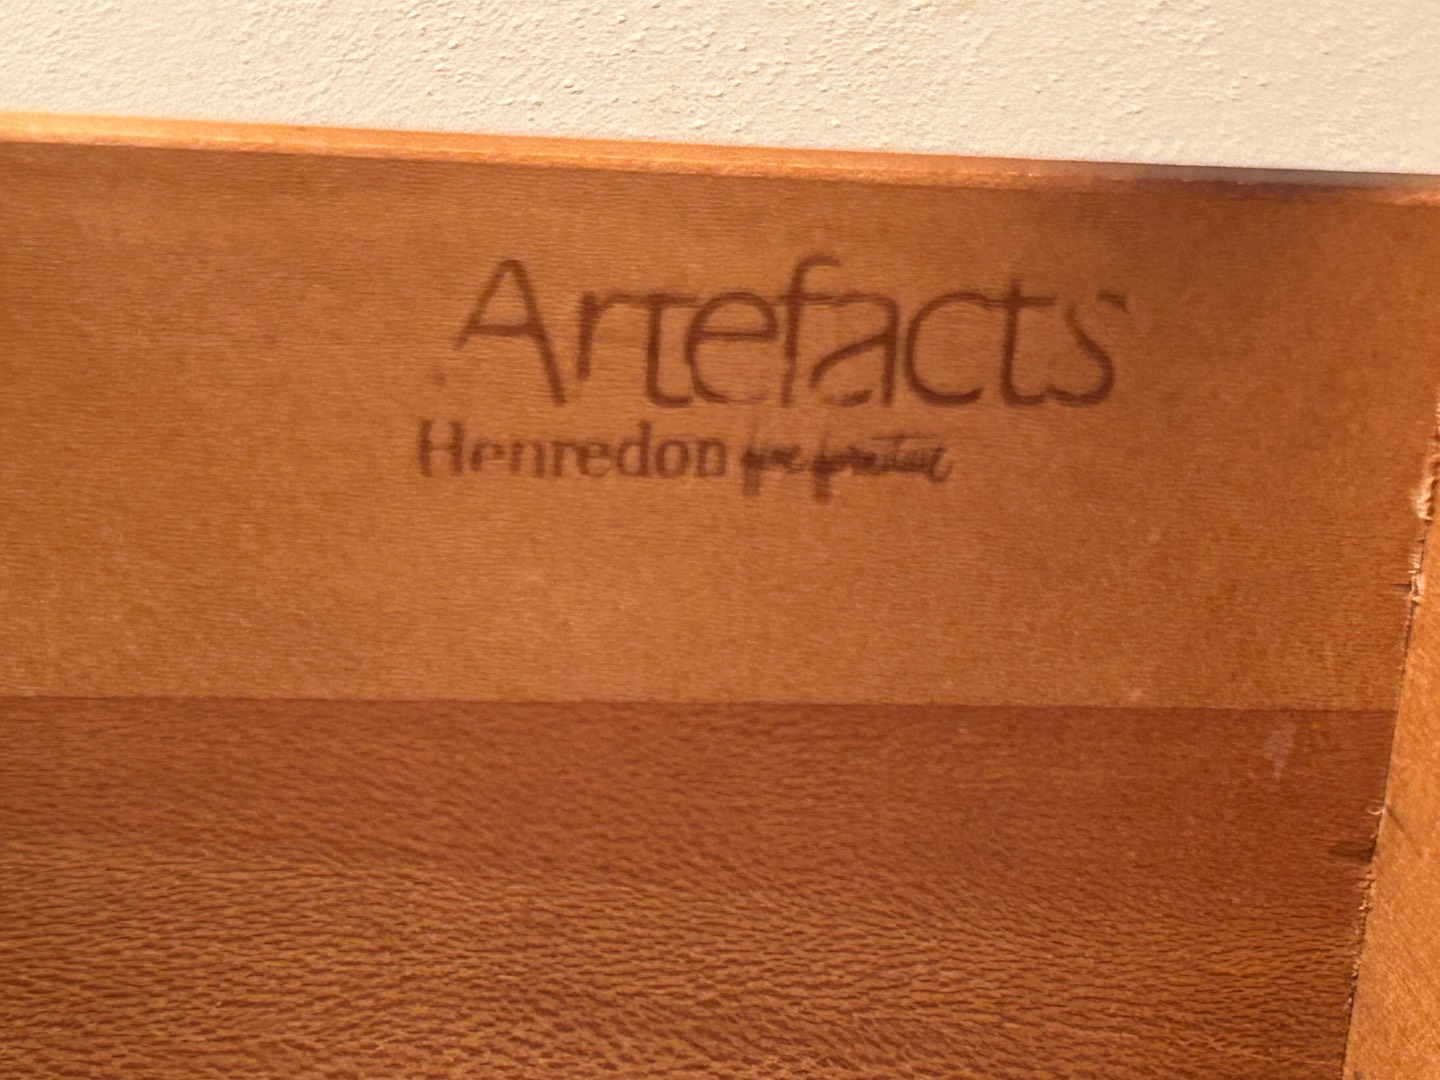 Artefacts
Henredon fine furniture